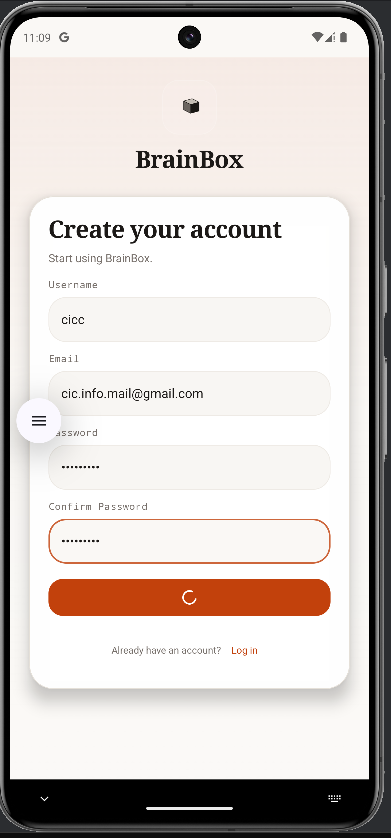 11:09 G
BrainBox
Create your account
Start using BrainBox.
Username
cicc
Email
cic.info.mail@gmail.com
assword
•••••••••
Confirm Password
•••••••••
Already have an account? Log in